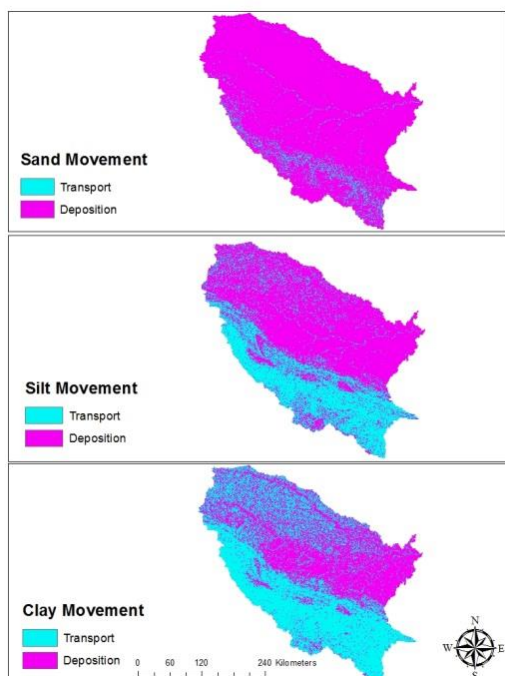 Sand Movement
Transport
Deposition
Silt Movement
Transport
Deposition
Clay Movement
Transport
Deposition
0 60 120 240 Kilometers
N
W E
S